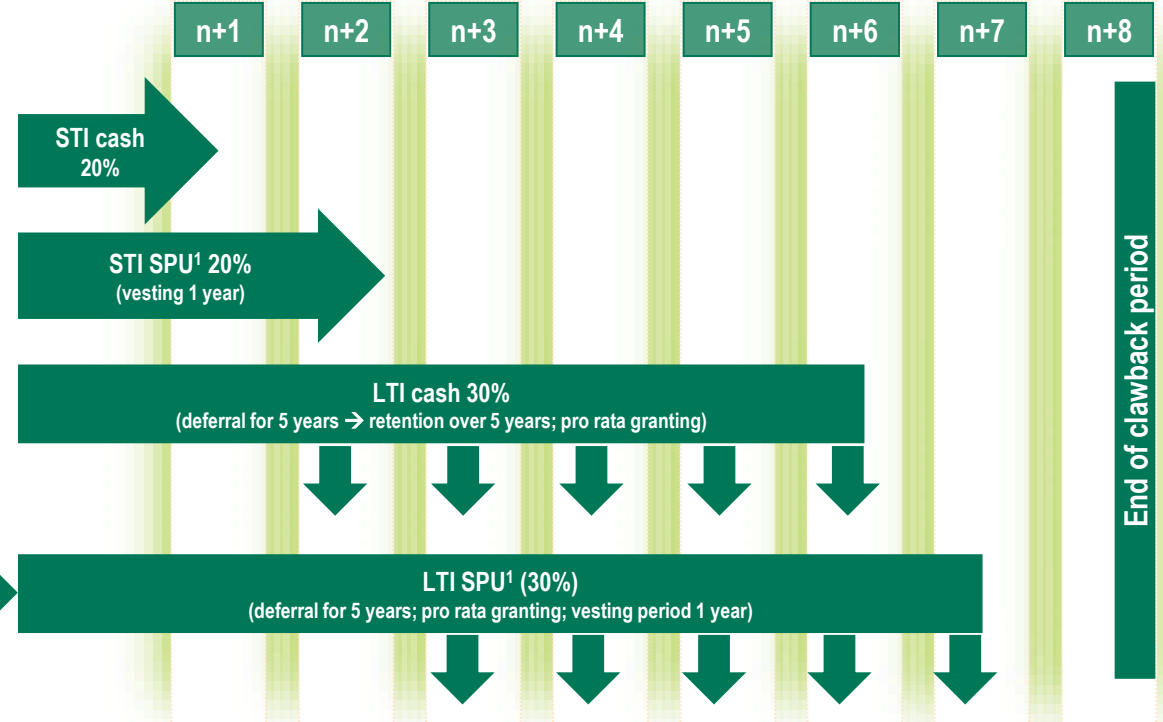 n+1 n+2 n+3 n+4 n+5 n+6 n+7 n+8
STI cash
20%
STI SPU¹ 20%
(vesting 1 year)
LTI cash 30%
(deferral for 5 years → retention over 5 years; pro rata granting)
LTI SPU¹ (30%)
(deferral for 5 years; pro rata granting; vesting period 1 year)
End of clawback period